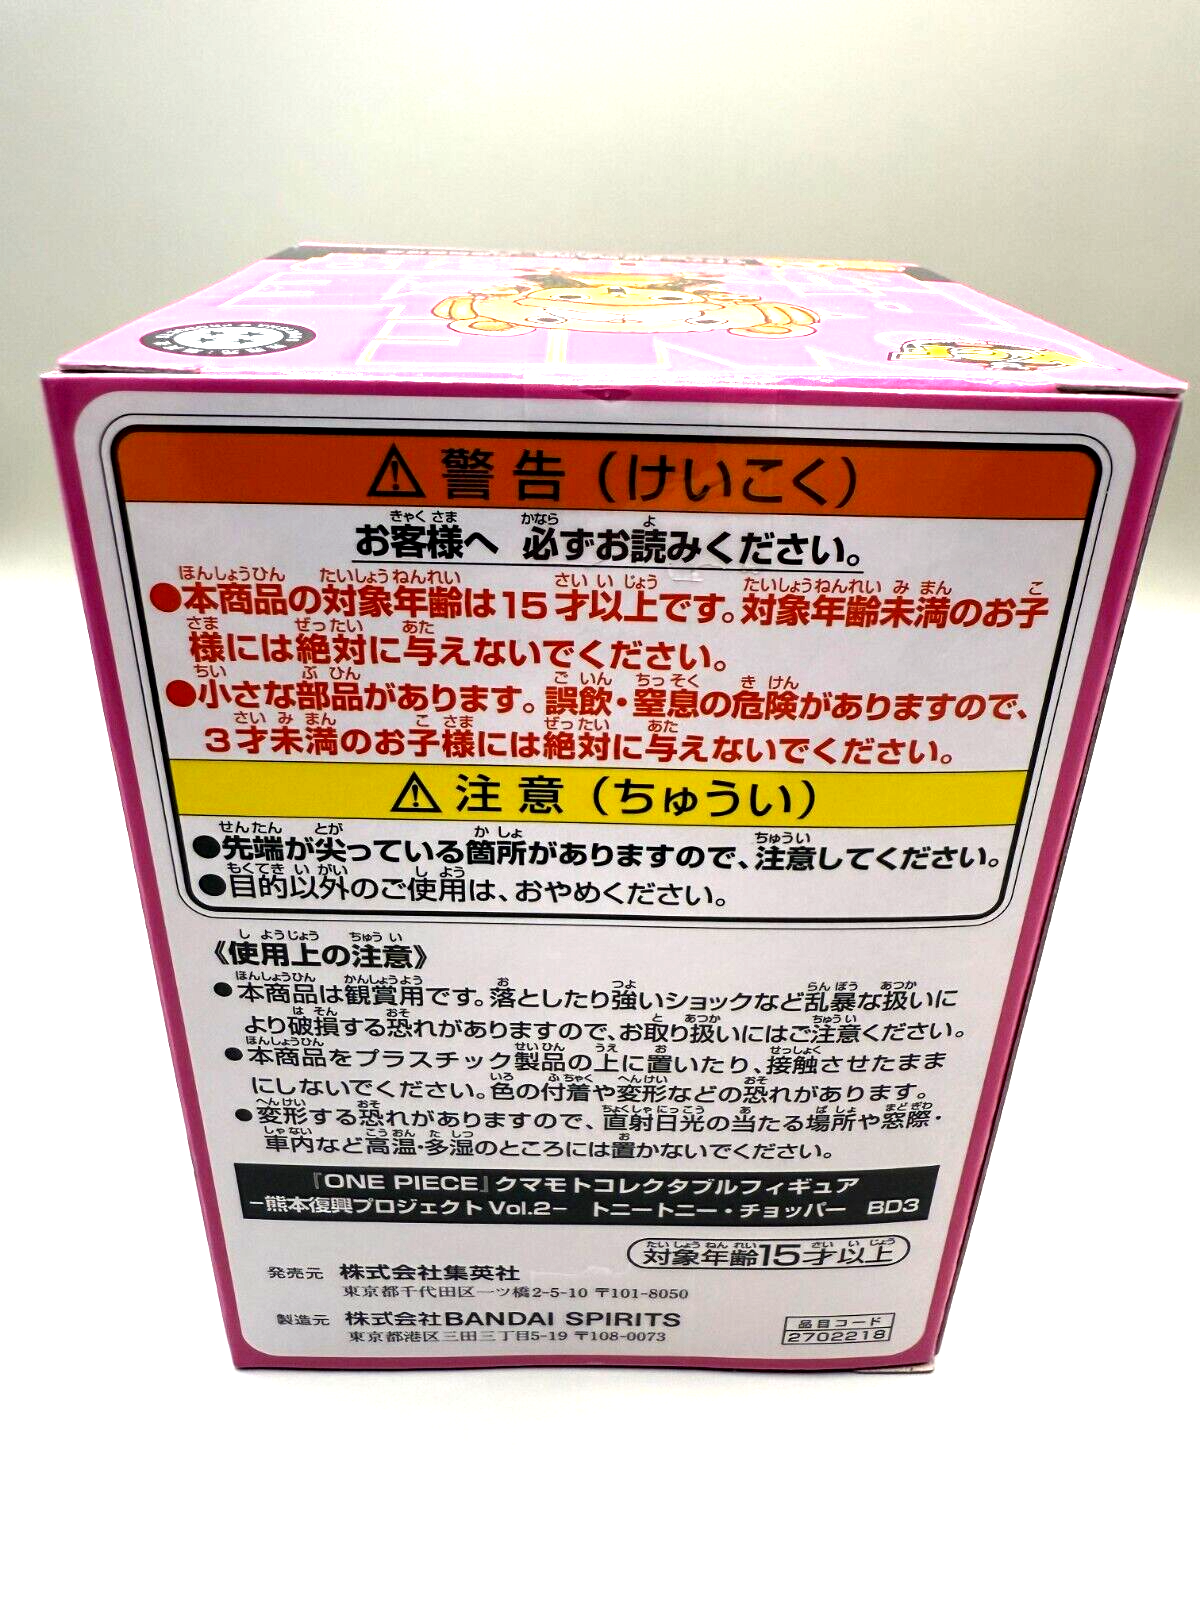 警告（けいこく）
お客様へ 必ずお読みください。
●本商品の対象年齢は15才以上です。対象年齢未満のお子
様には絶対に与えないでください。
●小さな部品があります。誤飲・窒息の危険がありますので、
3才未満のお子様には絶対に与えないでください。
注意（ちゅうい）
●先端が尖っている箇所がありますので、注意してください。
●目的以外のご使用は、おやめください。
《使用上の注意》
●本商品は観賞用です。落としたり強いショックなど乱暴な扱いに
より破損する恐れがありますので、お取り扱いにはご注意ください。
●本商品をプラスチック製品の上に置いたり、接触させたまま
にしないでください。色の付着や変形などの恐れがあります。
●変形する恐れがありますので、直射日光の当たる場所や窓際・
車内など高温・多湿のところには置かないでください。
『ONE PIECE』クマモトコレクタブルフィギュア
-熊本復興プロジェクトVol.2- トニートニー・チョッパー BD3
対象年齢15才以上
発売元 株式会社集英社
東京都千代田区一ツ橋2-5-10 〒101-8050
製造元 株式会社BANDAI SPIRITS
東京都港区三田三丁目5-19 〒108-0073
品目コード
2702218